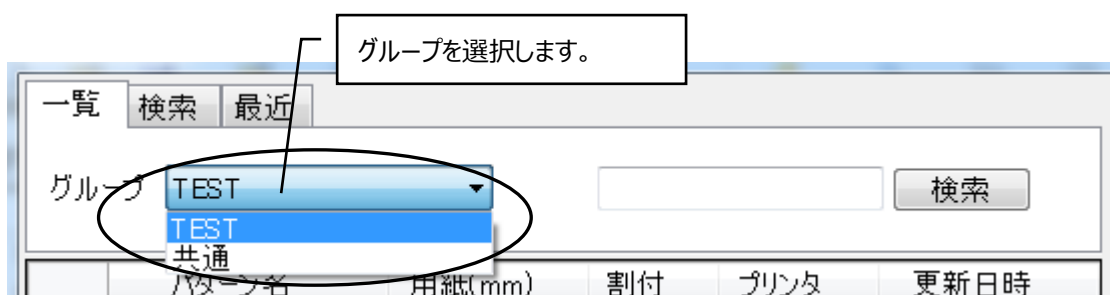 グループを選択します。
一覧 検索 最近
グループ TEST 検索
TEST
共通
パターン名 用紙(mm) 割付 プリンタ 更新日時